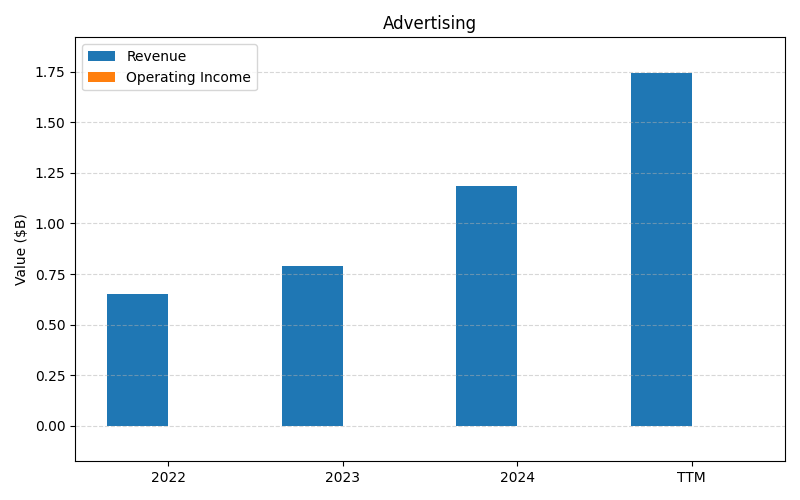 Advertising
Revenue
Operating Income
Value ($B)
1.75
1.50
1.25
1.00
0.75
0.50
0.25
0.00
2022
2023
2024
TTM